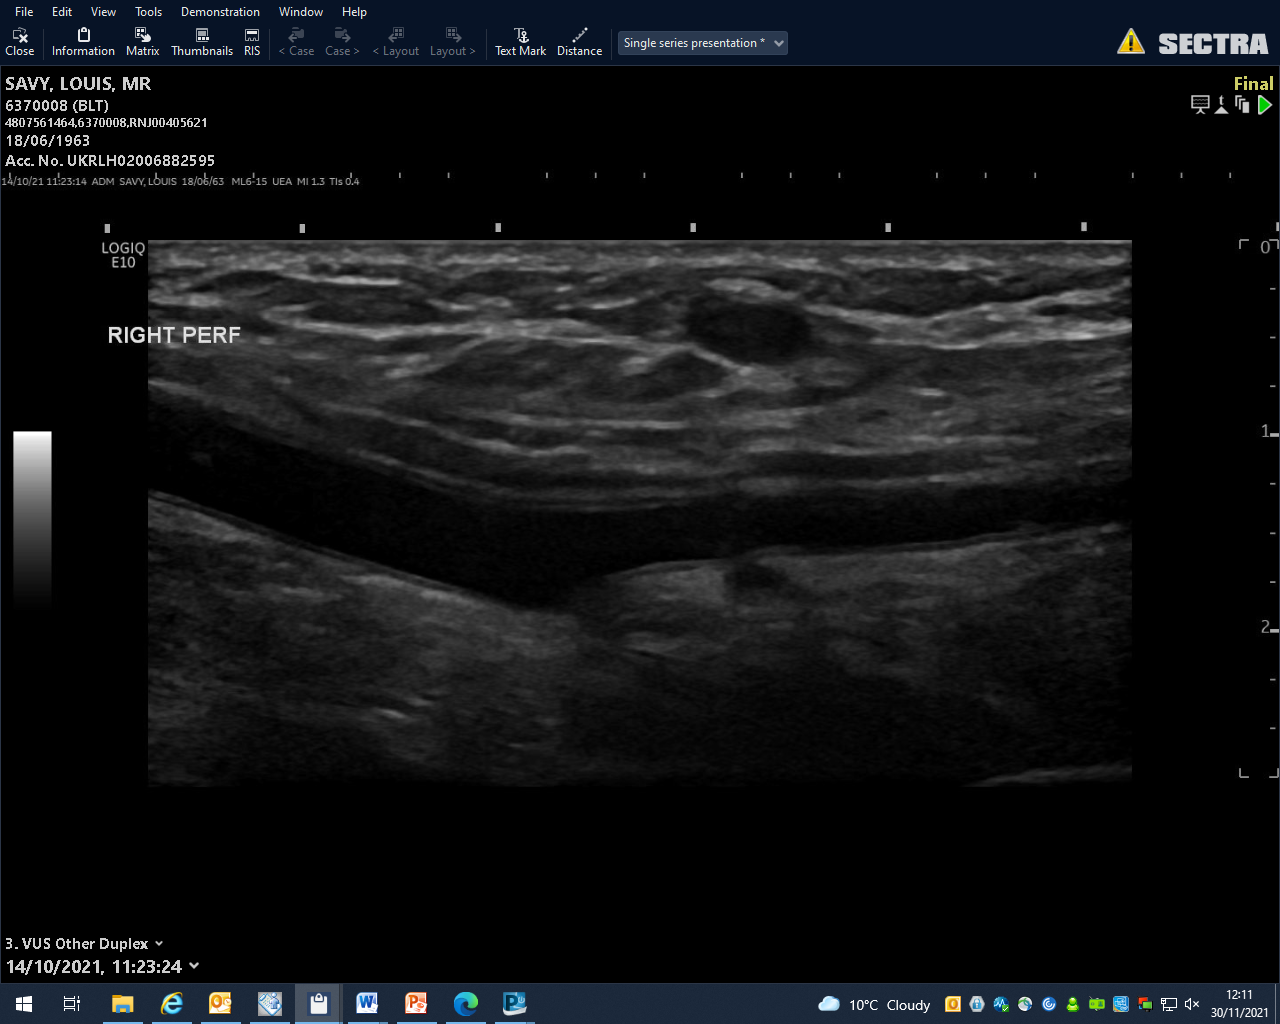 File Edit View Tools Demonstration Window Help
Close Information Matrix Thumbnails RIS < Case Case > < Layout Layout > Text Mark Distance Single series presentation * SECTRA
SAVY, LOUIS, MR
Final
6370008 (BLT)
4807561464,6370008,RNJ00405621
18/06/1963
Acc. No. UKRLH02006882595
14/10/21 11:23:14 ADM SAVY, LOUIS 18/06/63 ML6-15 UEA MI 1.3 TIs 0.4
LOGIQ
E10
0
RIGHT PERF
1
2
3. VUS Other Duplex
14/10/2021, 11:23:24
10°C Cloudy
12:11
30/11/2021